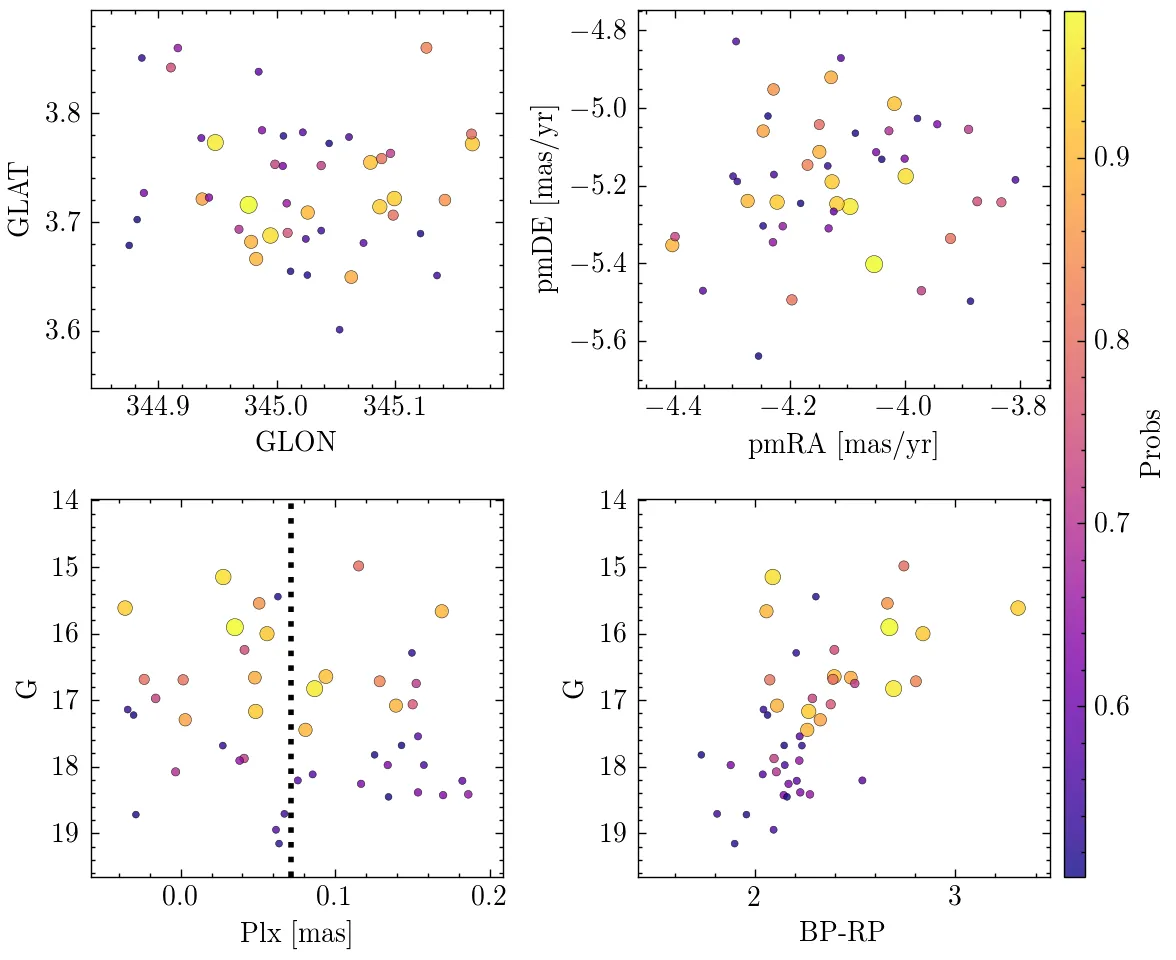 3.8
3.7
3.6
GLAT
344.9 345.0 345.1
GLON
−4.8
−5.0
−5.2
−5.4
−5.6
pmDE [mas/yr]
−4.4 −4.2 −4.0 −3.8
pmRA [mas/yr]
14
15
16
17
18
19
G
0.0 0.1 0.2
Plx [mas]
14
15
16
17
18
19
G
2 3
BP-RP
0.9
0.8
0.7
0.6
Probs